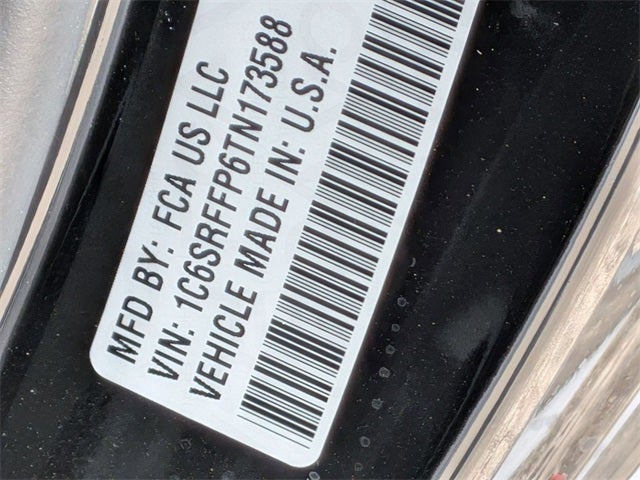 MFD BY: FCA US LLC
VIN: 1C6SRFFP6TN173588
VEHICLE MADE IN: U.S.A.